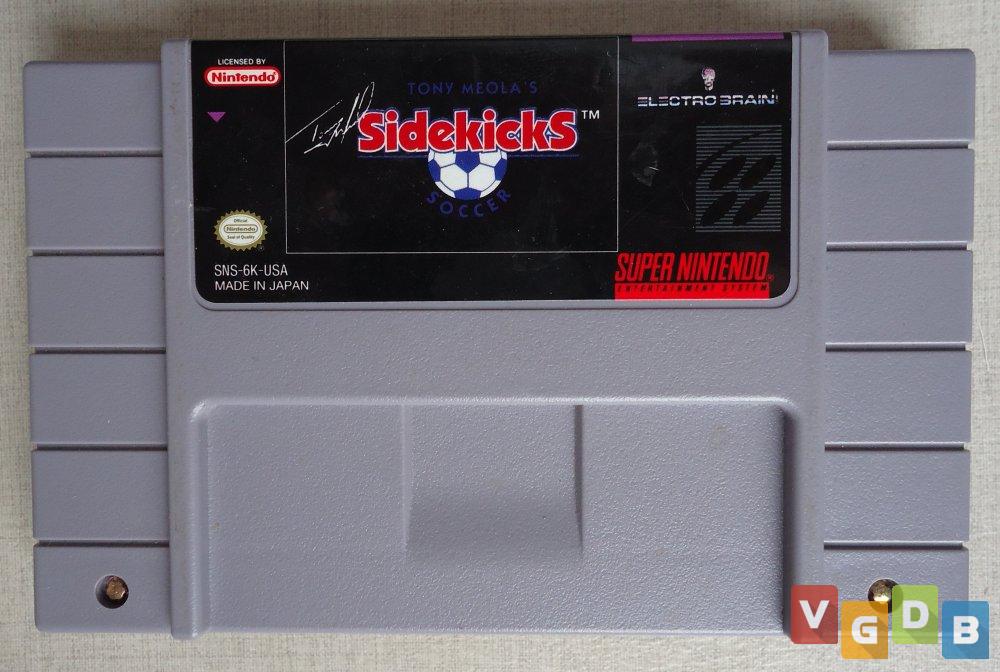 LICENSED BY
Nintendo
TONY MEOLA'S
SidekickS™
SOCCER
ELECTRO BRAIN
Official
Nintendo
Seal of Quality
SNS-6K-USA
MADE IN JAPAN
SUPER NINTENDO®
ENTERTAINMENT SYSTEM
VGDB